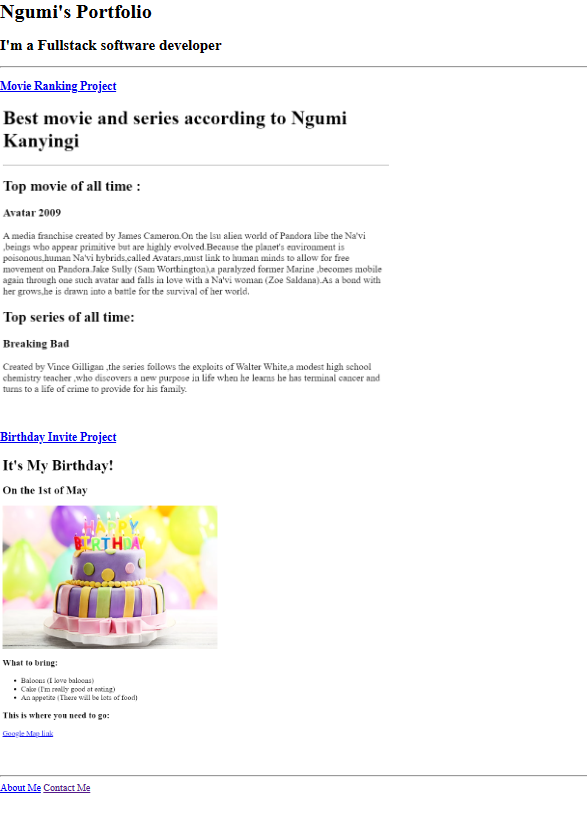 Ngumi's Portfolio
I'm a Fullstack software developer
Movie Ranking Project
Best movie and series according to Ngumi
Kanyingi
Top movie of all time :
Avatar 2009
A media franchise created by James Cameron.On the lsu alien world of Pandora libe the Na'vi
,beings who appear primitive but are highly evolved.Because the planet's environment is
poisonous,human Na'vi hybrids,called Avatars,must link to human minds to allow for free
movement on Pandora.Jake Sully (Sam Worthington),a paralyzed former Marine ,becomes mobile
again through one such avatar and falls in love with a Na'vi woman (Zoe Saldana).As a bond with
her grows,he is drawn into a battle for the survival of her world.
Top series of all time:
Breaking Bad
Created by Vince Gilligan ,the series follows the exploits of Walter White,a modest high school
chemistry teacher ,who discovers a new purpose in life when he learns he has terminal cancer and
turns to a life of crime to provide for his family.
Birthday Invite Project
It's My Birthday!
On the 1st of May
HAPPY
BIRTHDAY
What to bring:
Baloons (I love baloons)
Cake (I'm really good at eating)
An appetite (There will be lots of food)
This is where you need to go:
Google Map link
About Me Contact Me